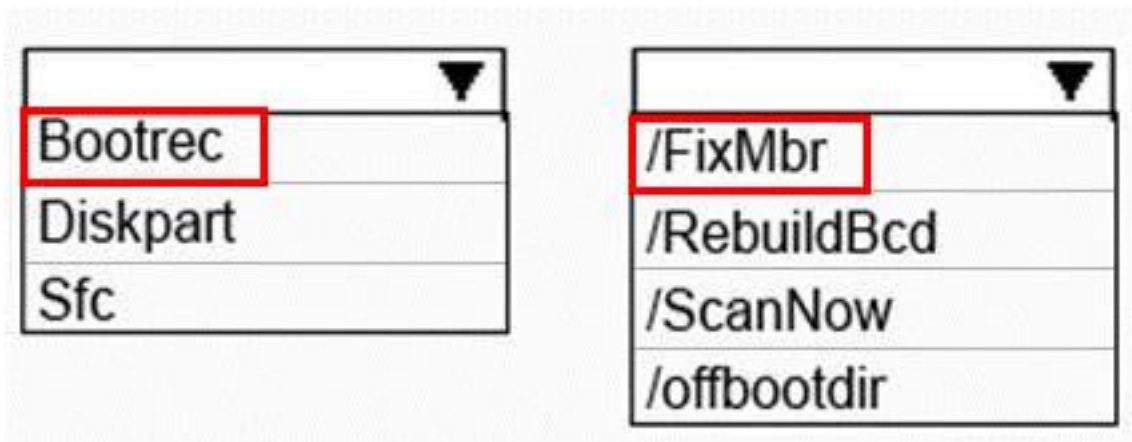 Bootrec
Diskpart
Sfc
/FixMbr
/RebuildBcd
/ScanNow
/offbootdir